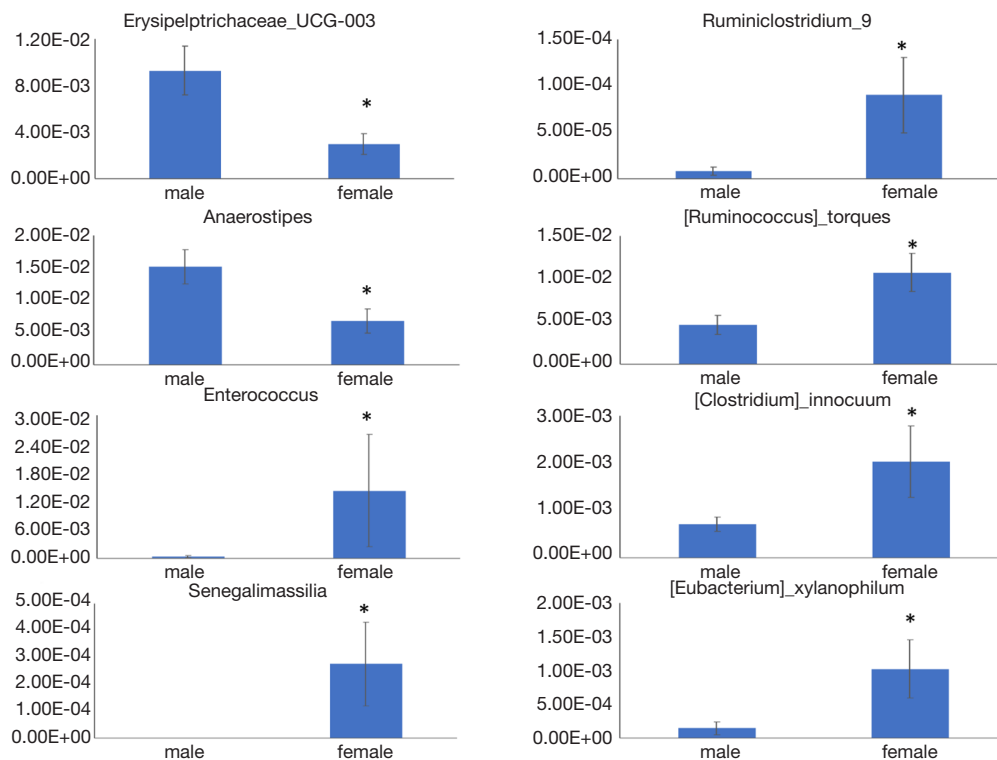 Erysipelptrichaceae_UCG-003
1.20E-02
8.00E-03
4.00E-03
0.00E+00
*
male female
Ruminiclostridium_9
1.50E-04
1.00E-04
5.00E-05
0.00E+00
*
male female
Anaerostipes
2.00E-02
1.50E-02
1.00E-02
5.00E-03
0.00E+00
*
male female
[Ruminococcus]_torques
1.50E-02
1.00E-02
5.00E-03
0.00E+00
*
male female
Enterococcus
3.00E-02
2.40E-02
1.80E-02
1.20E-02
6.00E-03
0.00E+00
*
male female
[Clostridium]_innocuum
3.00E-03
2.00E-03
1.00E-03
0.00E+00
*
male female
Senegalimassilia
5.00E-04
4.00E-04
3.00E-04
2.00E-04
1.00E-04
0.00E+00
*
male female
[Eubacterium]_xylanophilum
2.00E-03
1.50E-03
1.00E-03
5.00E-04
0.00E+00
*
male female